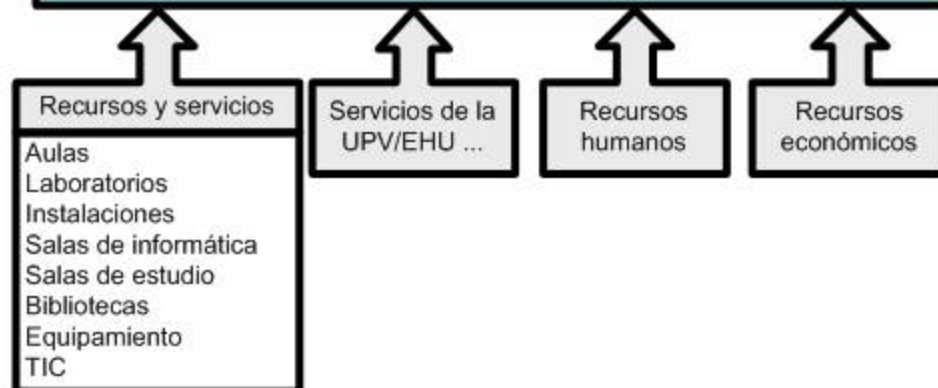 Recursos y servicios
Aulas
Laboratorios
Instalaciones
Salas de informática
Salas de estudio
Bibliotecas
Equipamiento
TIC
Servicios de la
UPV/EHU ...
Recursos
humanos
Recursos
económicos